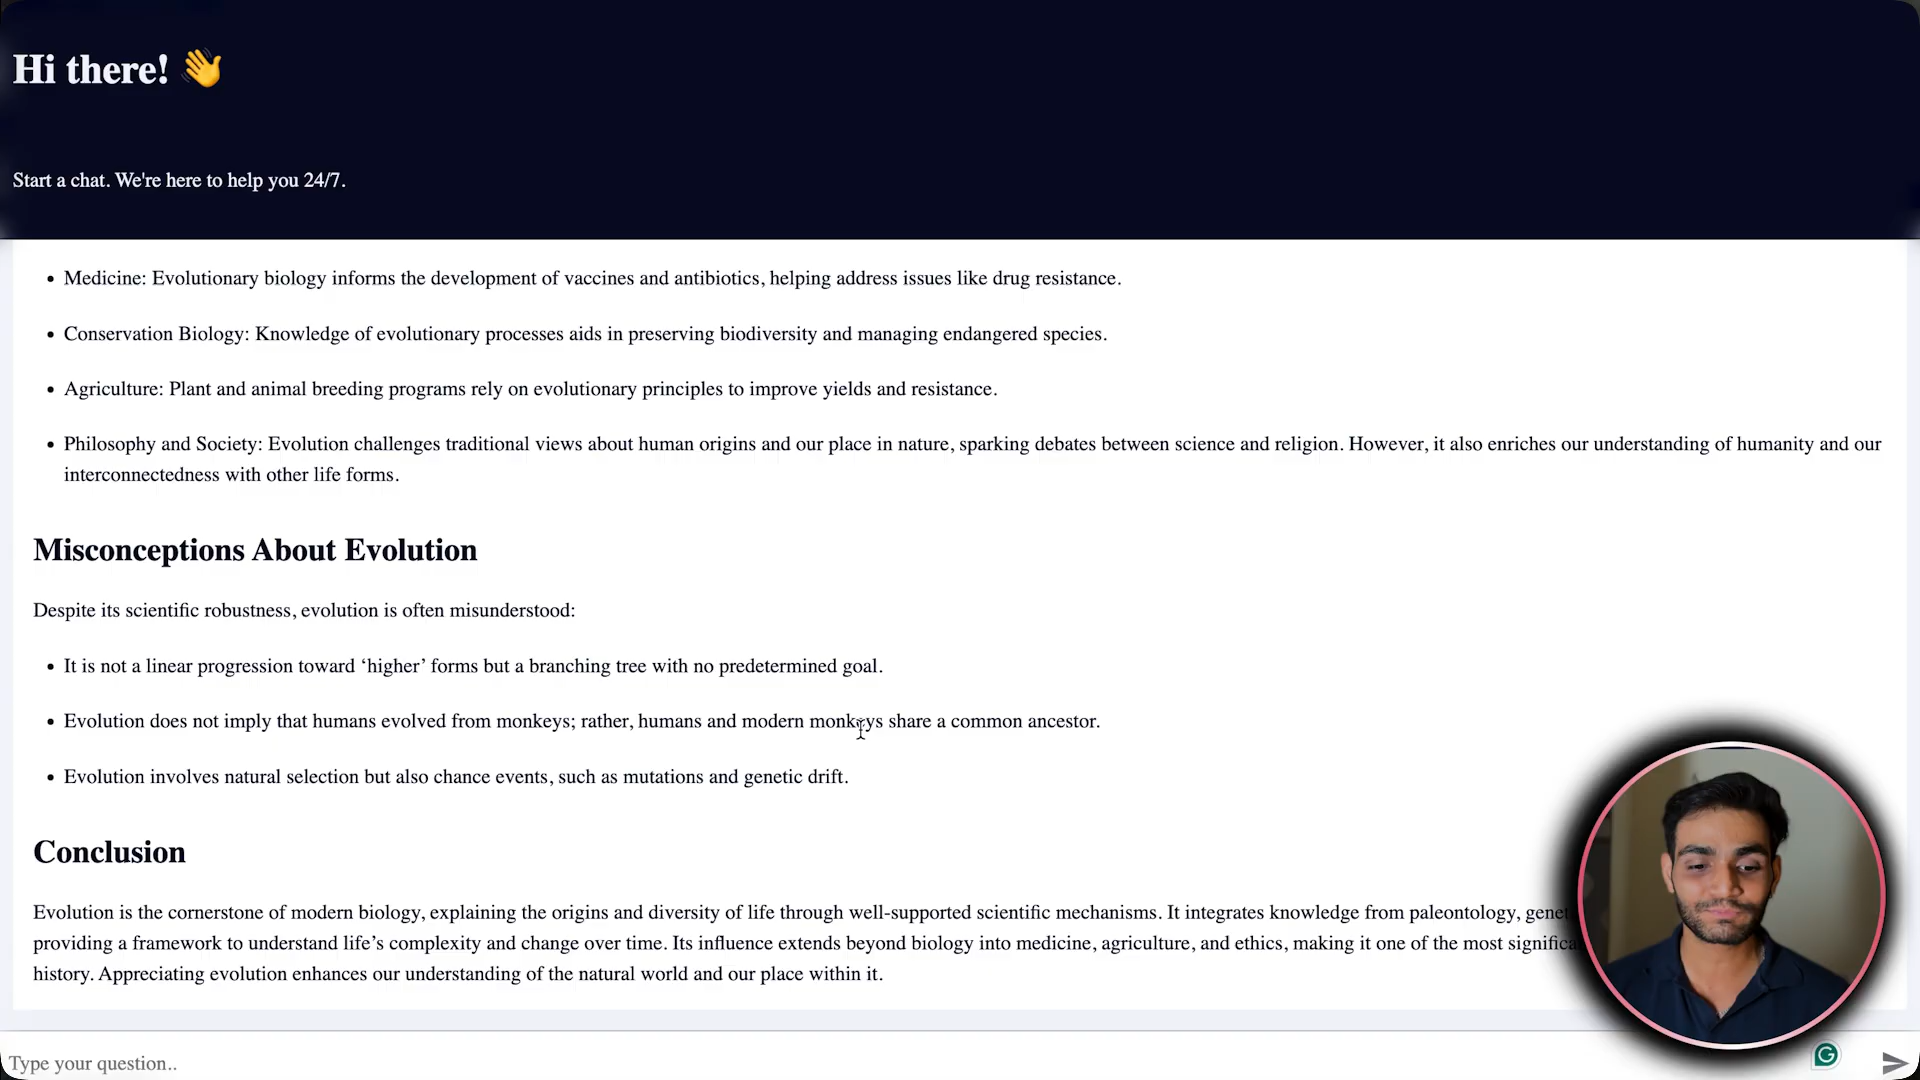 Hi there! 👋
Start a chat. We're here to help you 24/7.
• Medicine: Evolutionary biology informs the development of vaccines and antibiotics, helping address issues like drug resistance.
• Conservation Biology: Knowledge of evolutionary processes aids in preserving biodiversity and managing endangered species.
• Agriculture: Plant and animal breeding programs rely on evolutionary principles to improve yields and resistance.
• Philosophy and Society: Evolution challenges traditional views about human origins and our place in nature, sparking debates between science and religion. However, it also enriches our understanding of humanity and our
interconnectedness with other life forms.
Misconceptions About Evolution
Despite its scientific robustness, evolution is often misunderstood:
• It is not a linear progression toward ‘higher’ forms but a branching tree with no predetermined goal.
• Evolution does not imply that humans evolved from monkeys; rather, humans and modern monkeys share a common ancestor.
• Evolution involves natural selection but also chance events, such as mutations and genetic drift.
Conclusion
Evolution is the cornerstone of modern biology, explaining the origins and diversity of life through well-supported scientific mechanisms. It integrates knowledge from paleontology,
providing a framework to understand life’s complexity and change over time. Its influence extends beyond biology into medicine, agriculture, and ethics, making it one of the most
history. Appreciating evolution enhances our understanding of the natural world and our place within it.
Type your question..
G